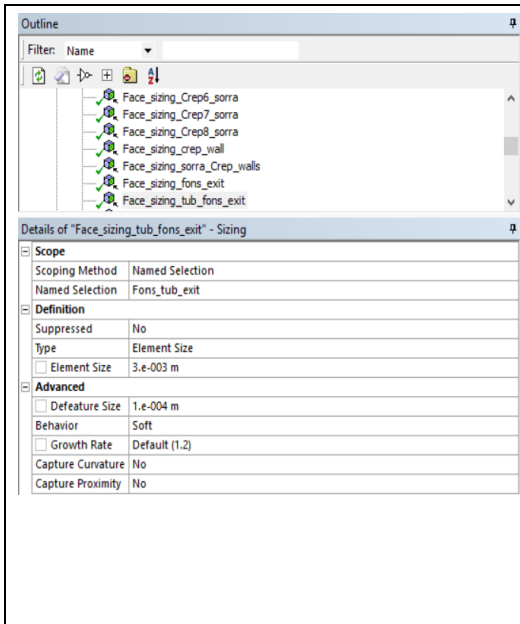 Outline
Filter: Name
Face_sizing_Crep6_sorra
Face_sizing_Crep7_sorra
Face_sizing_Crep8_sorra
Face_sizing_crep_wall
Face_sizing_sorra_Crep_walls
Face_sizing_fons_exit
Face_sizing_tub_fons_exit
Details of "Face_sizing_tub_fons_exit" - Sizing
Scope
Scoping Method Named Selection
Named Selection Fons_tub_exit
Definition
Suppressed No
Type Element Size
Element Size 3.e-003 m
Advanced
Defeature Size 1.e-004 m
Behavior Soft
Growth Rate Default (1.2)
Capture Curvature No
Capture Proximity No